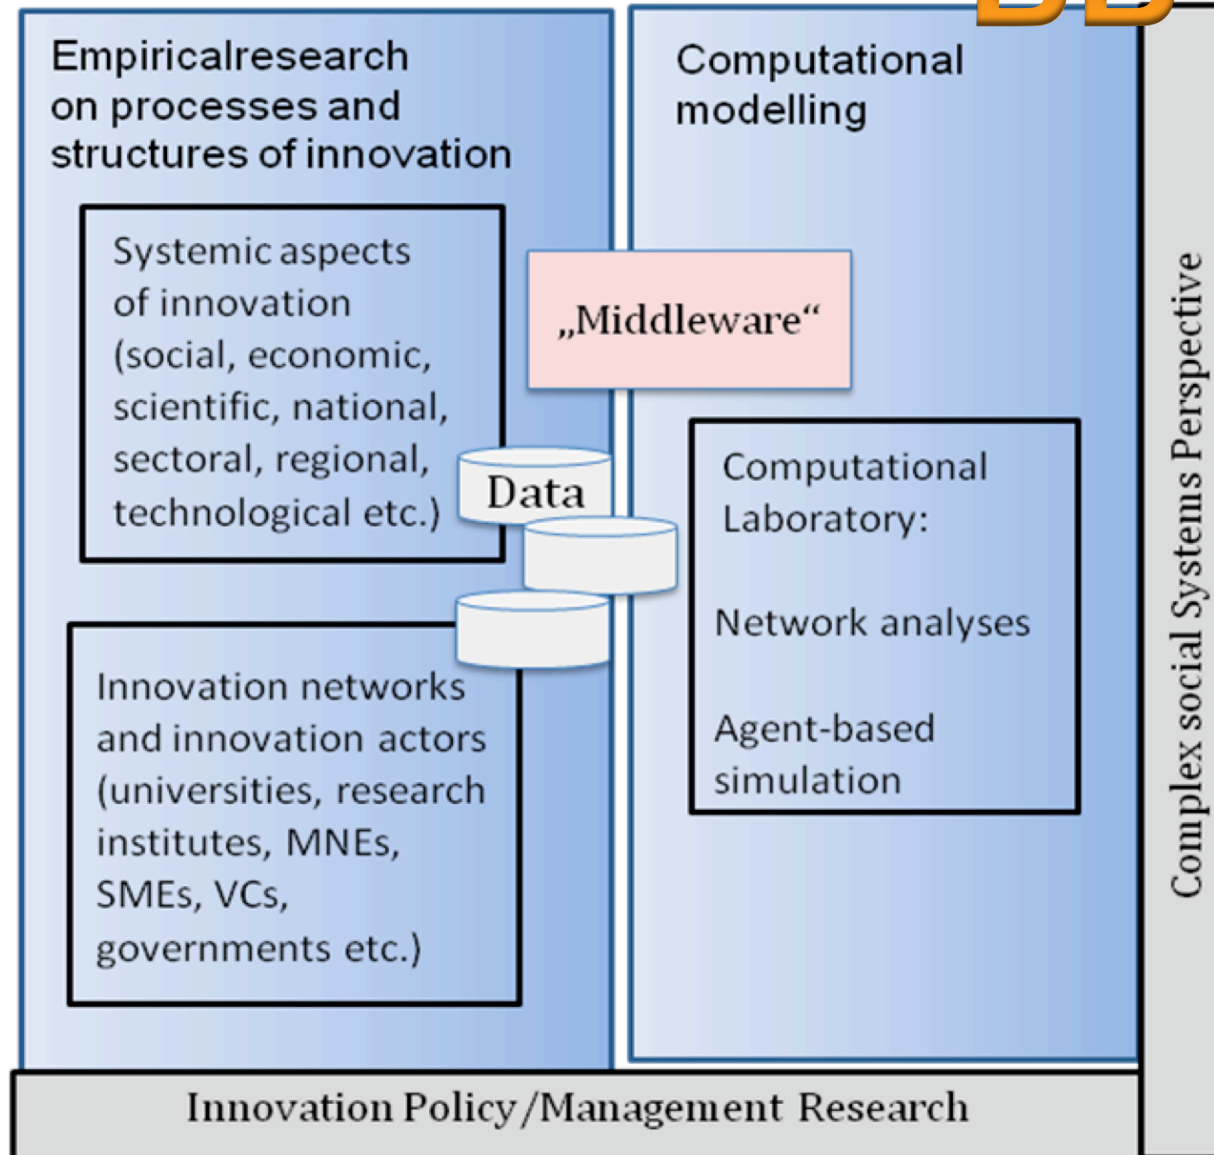 Empiricalresearch
on processes and
structures of innovation
Systemic aspects
of innovation
(social, economic,
scientific, national,
sectoral, regional,
technological etc.)
Innovation networks
and innovation actors
(universities, research
institutes, MNEs,
SMEs, VCs,
governments etc.)
„Middleware“
Data
Computational
modelling
Computational
Laboratory:
Network analyses
Agent-based
simulation
Complex social Systems Perspective
Innovation Policy/Management Research